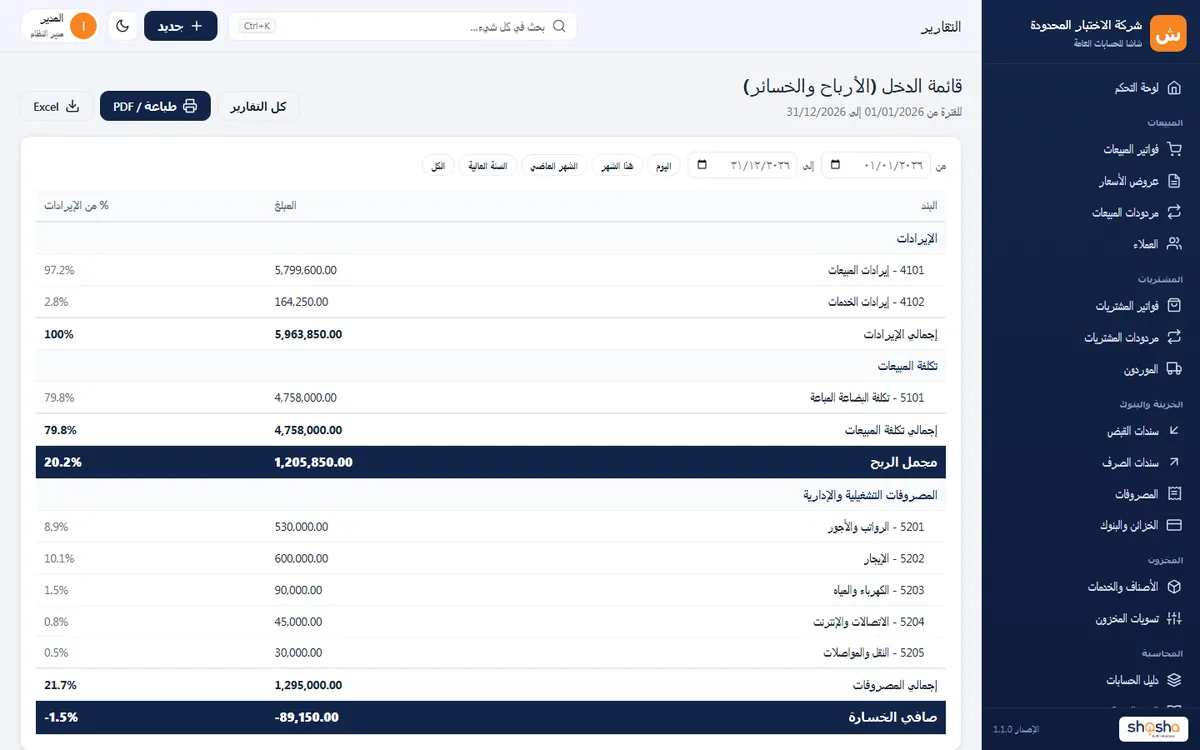 ش
شركة الاختبار المحدودة
شاشا للحسابات العامة
لوحة التحكم
المبيعات
فواتير المبيعات
عروض الأسعار
مردودات المبيعات
العملاء
المشتريات
فواتير المشتريات
مردودات المشتريات
الموردون
الخزينة والبنوك
سندات القبض
سندات الصرف
المصروفات
الخزائن والبنوك
المخزون
الأصناف والخدمات
تسويات المخزون
المحاسبة
دليل الحسابات
shasha
الإصدار 1.1.0
التقارير
بحث في كل شيء... Ctrl+K
+ جديد
ا
المدير
مدير النظام
قائمة الدخل (الأرباح والخسائر)
للفترة من 01/01/2026 إلى 31/12/2026
كل التقارير
طباعة / PDF
Excel
من ٠١/٠١/٢٠٢٦ إلى ٣١/١٢/٢٠٢٦ اليوم هذا الشهر الشهر الماضي السنة المالية الكل
البند المبلغ % من الإيرادات
الإيرادات
4101 - إيرادات المبيعات 5,799,600.00 97.2%
4102 - إيرادات الخدمات 164,250.00 2.8%
إجمالي الإيرادات 5,963,850.00 100%
تكلفة المبيعات
5101 - تكلفة البضاعة المباعة 4,758,000.00 79.8%
إجمالي تكلفة المبيعات 4,758,000.00 79.8%
مجمل الربح 1,205,850.00 20.2%
المصروفات التشغيلية والإدارية
5201 - الرواتب والأجور 530,000.00 8.9%
5202 - الإيجار 600,000.00 10.1%
5203 - الكهرباء والمياه 90,000.00 1.5%
5204 - الاتصالات والإنترنت 45,000.00 0.8%
5205 - النقل والمواصلات 30,000.00 0.5%
إجمالي المصروفات 1,295,000.00 21.7%
صافي الخسارة -89,150.00 -1.5%